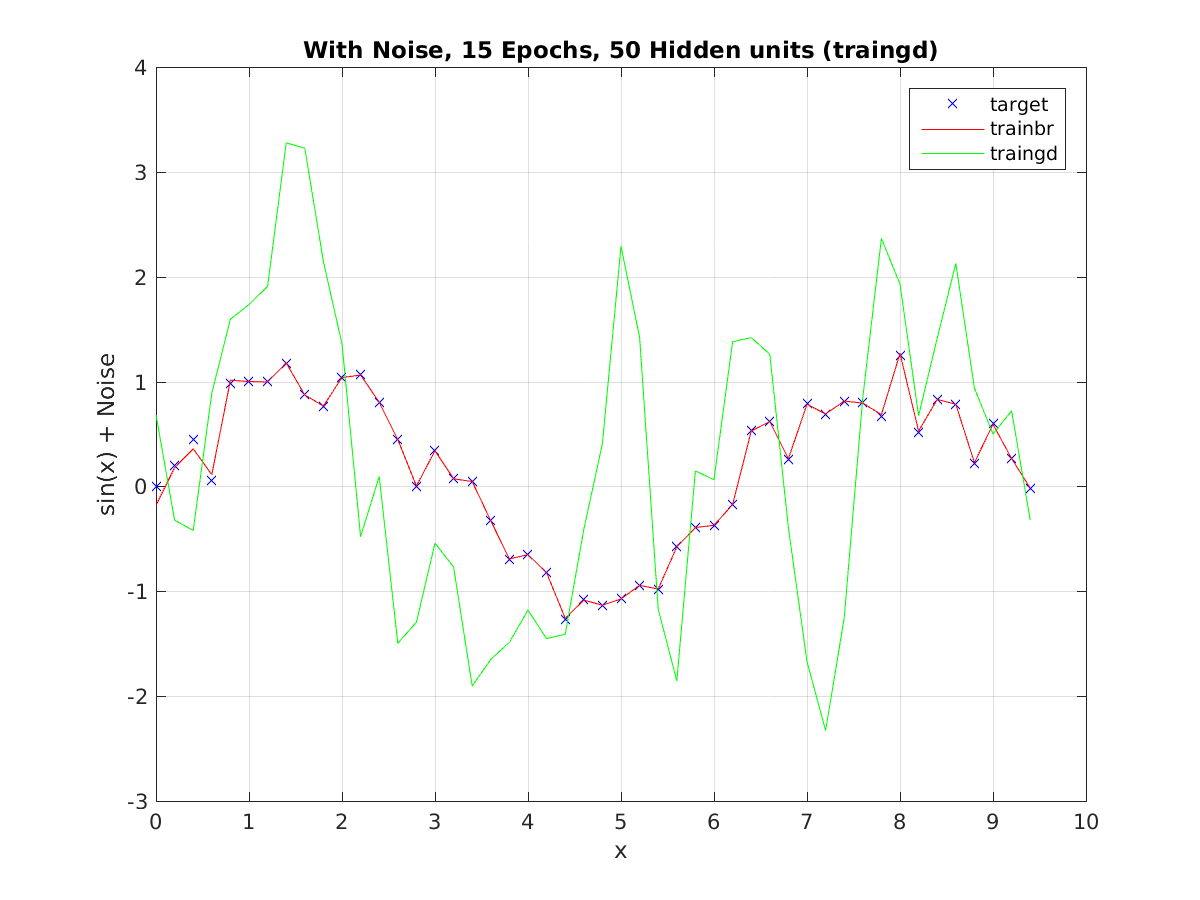 With Noise, 15 Epochs, 50 Hidden units (traingd)
4
3
2
1
0
-1
-2
-3
sin(x) + Noise
target
trainbr
traingd
0 1 2 3 4 5 6 7 8 9 10
x